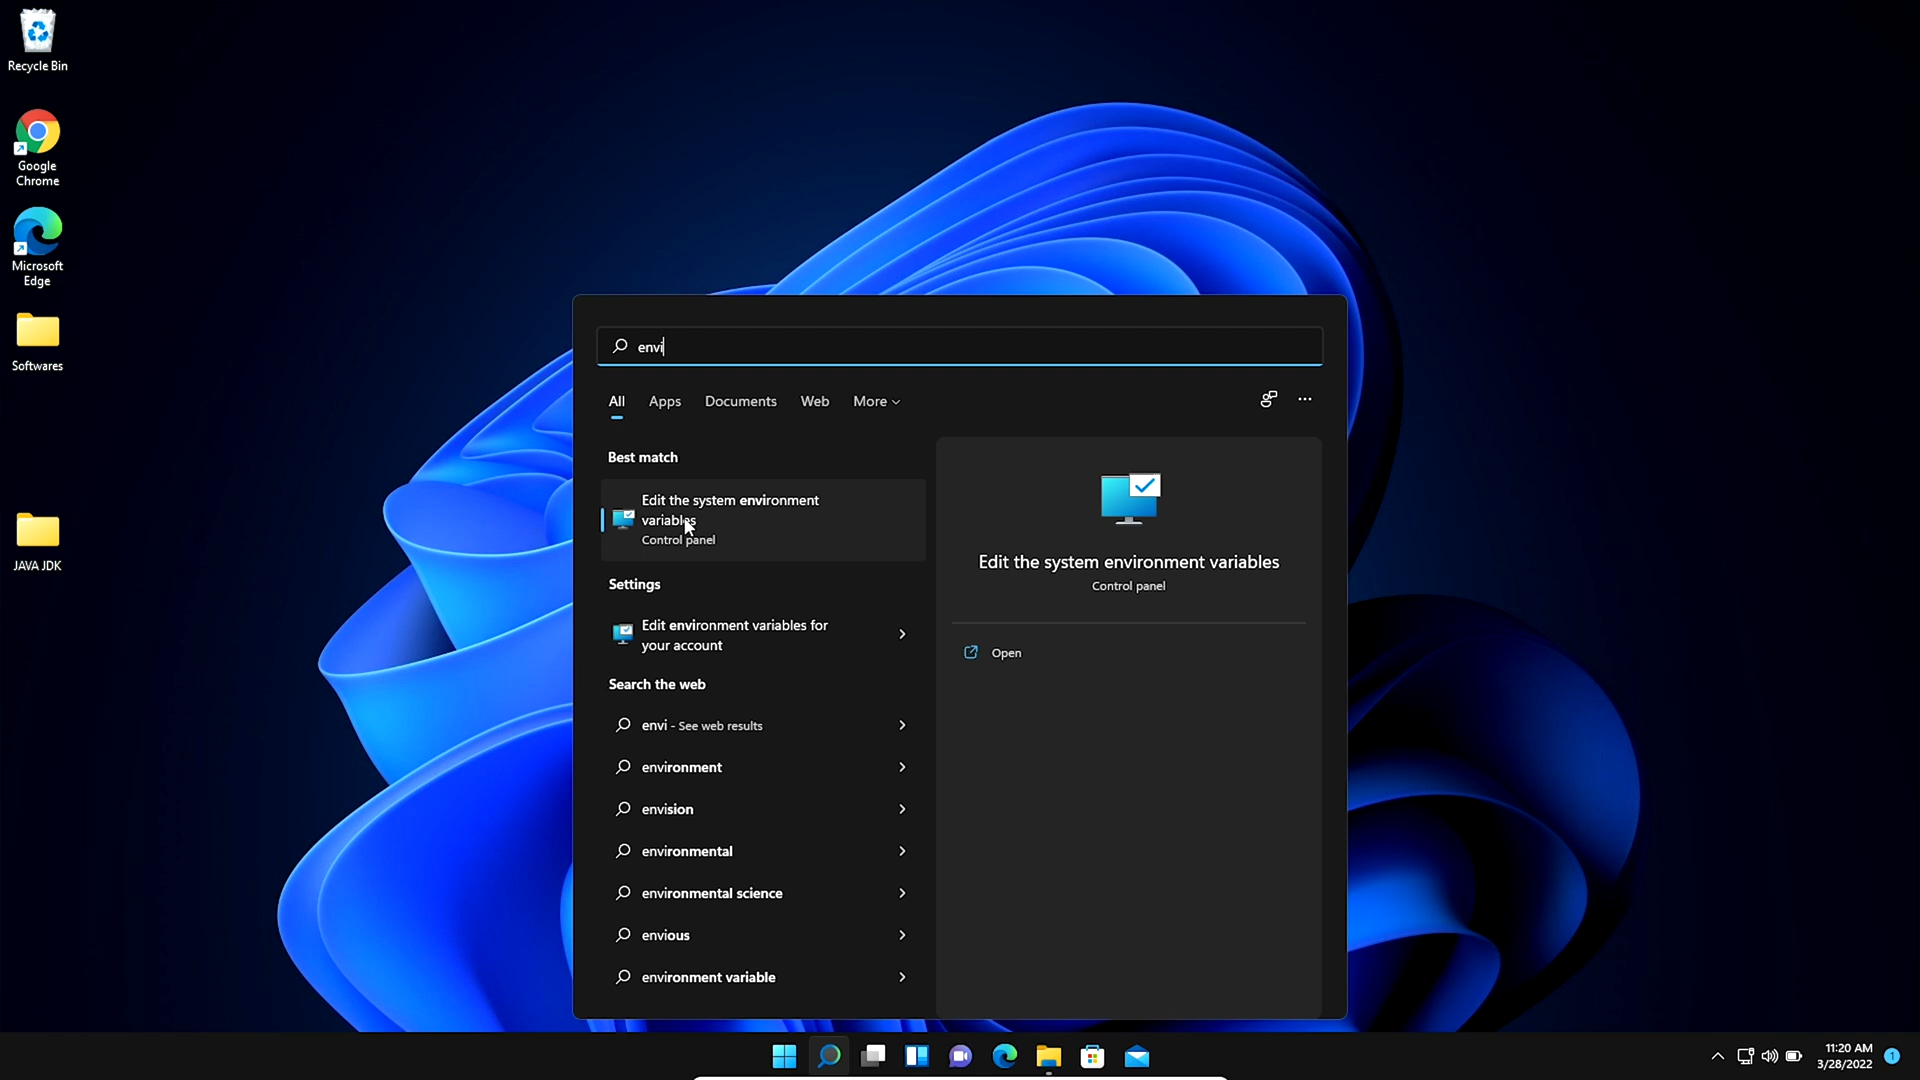 Recycle Bin
Google
Chrome
Microsoft
Edge
Softwares
JAVA JDK
envi
All Apps Documents Web More
Best match
Edit the system environment
variables
Control panel
Settings
Edit environment variables for
your account
Search the web
envi - See web results
environment
envision
environmental
environmental science
envious
environment variable
Edit the system environment variables
Control panel
Open
11:20 AM
3/28/2022
1